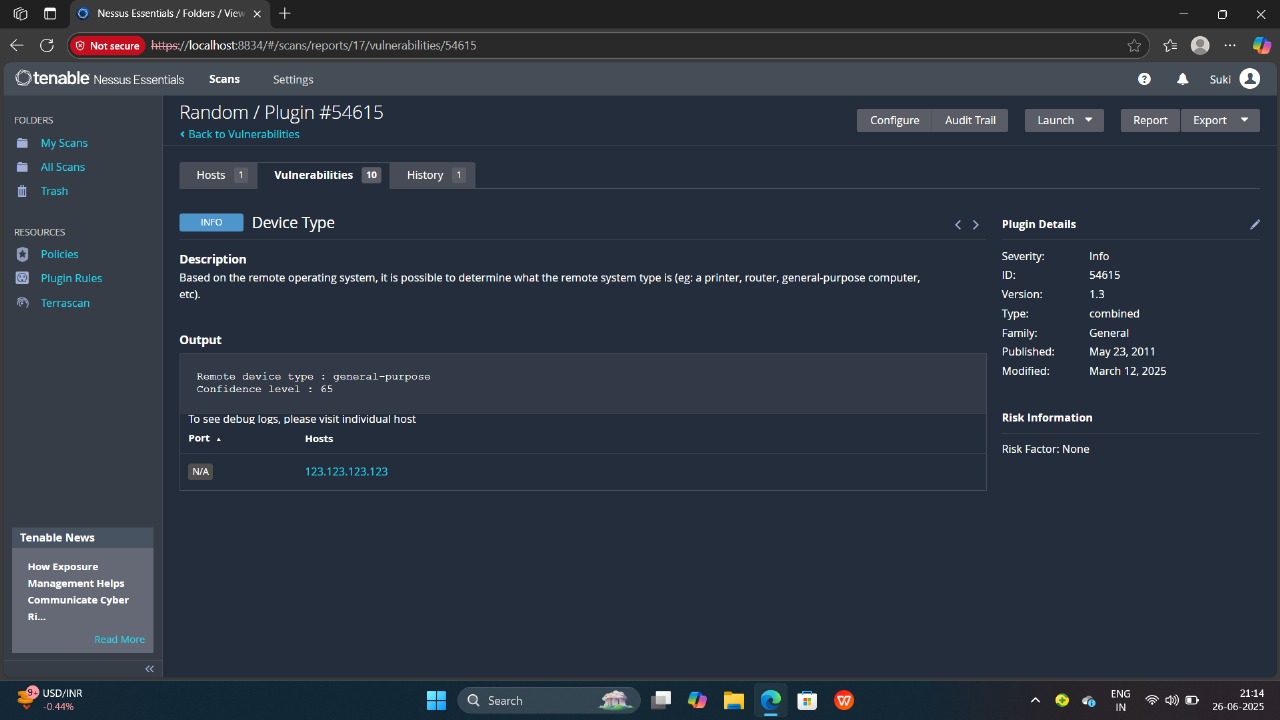 Nessus Essentials / Folders / View
Not secure https://localhost:8834/#/scans/reports/17/vulnerabilities/54615
tenable Nessus Essentials Scans Settings Suki
FOLDERS
My Scans
All Scans
Trash
RESOURCES
Policies
Plugin Rules
Terrascan
Tenable News
How Exposure
Management Helps
Communicate Cyber
Ri...
Read More
Random / Plugin #54615
Back to Vulnerabilities
Configure Audit Trail Launch Report Export
Hosts 1 Vulnerabilities 10 History 1
INFO Device Type
Description
Based on the remote operating system, it is possible to determine what the remote system type is (eg: a printer, router, general-purpose computer,
etc).
Output
Remote device type : general-purpose
Confidence level : 65
To see debug logs, please visit individual host
Port Hosts
N/A 123.123.123.123
Plugin Details
Severity: Info
ID: 54615
Version: 1.3
Type: combined
Family: General
Published: May 23, 2011
Modified: March 12, 2025
Risk Information
Risk Factor: None
9+ USD/INR
-0.44%
Search
ENG
IN
21:14
26-06-2025